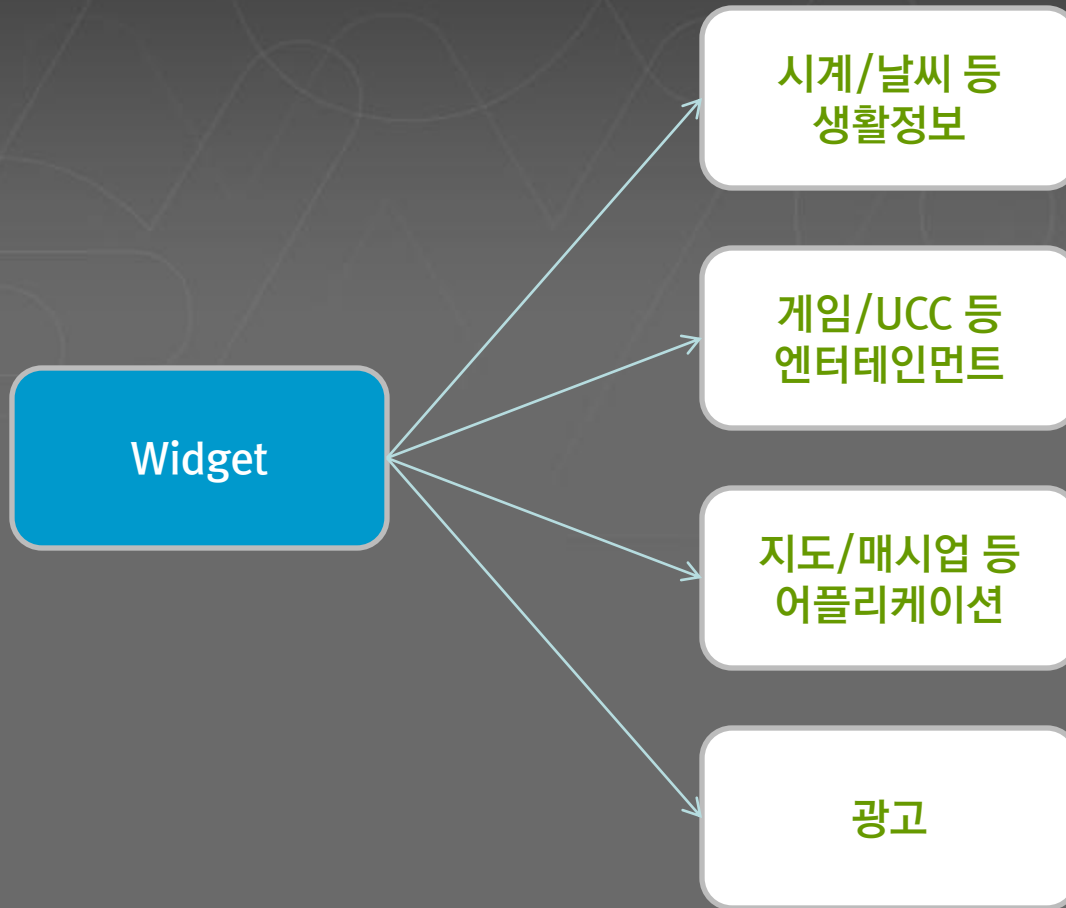 시계/날씨 등
생활정보
게임/UCC 등
엔터테인먼트
Widget
지도/매시업 등
어플리케이션
광고